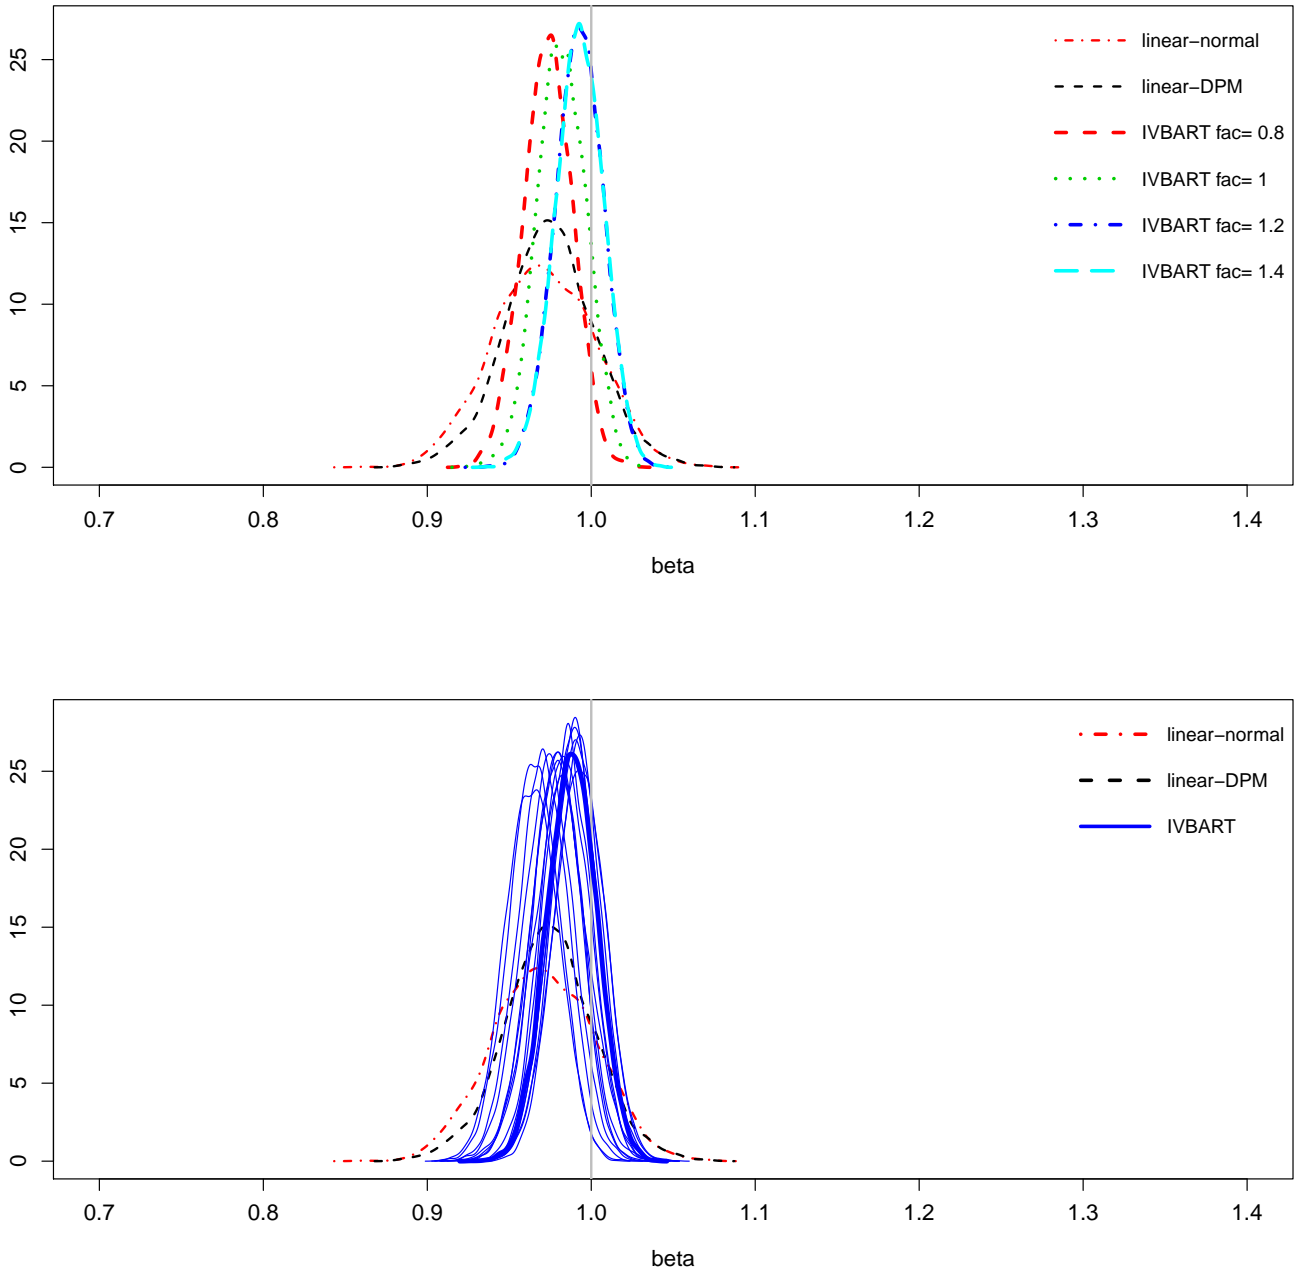 linear−normal
linear−DPM
IVBART fac= 0.8
IVBART fac= 1
IVBART fac= 1.2
IVBART fac= 1.4
25
20
15
10
5
0
0.7 0.8 0.9 1.0 1.1 1.2 1.3 1.4
beta
linear−normal
linear−DPM
IVBART
25
20
15
10
5
0
0.7 0.8 0.9 1.0 1.1 1.2 1.3 1.4
beta